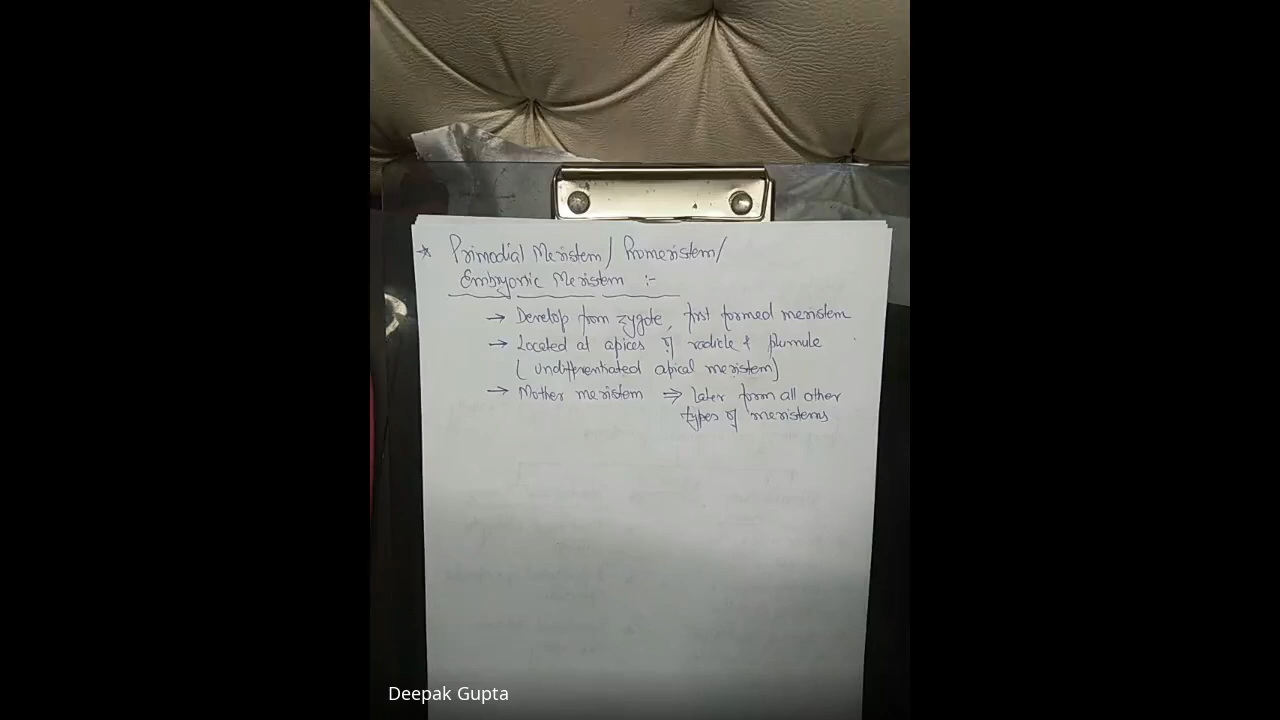 * Primodial Meristem/ Promeristem/
Embryonic Meristem :-
→ Develop from zygote, first formed meristem
→ Located at apices of radicle & plumule
( undifferentiated apical meristem)
→ Mother meristem ⇒ Later form all other
types of meristems
Deepak Gupta